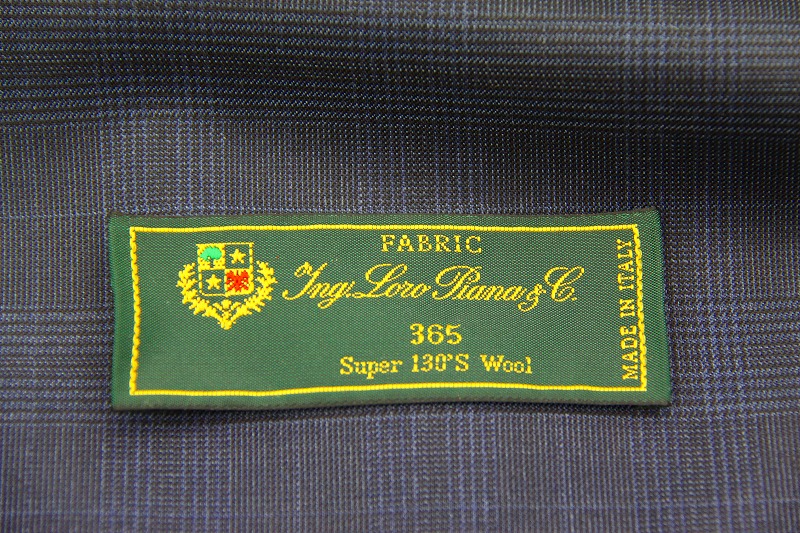 FABRIC
Ing. Loro Piana & C.
365
Super 130'S Wool
MADE IN ITALY